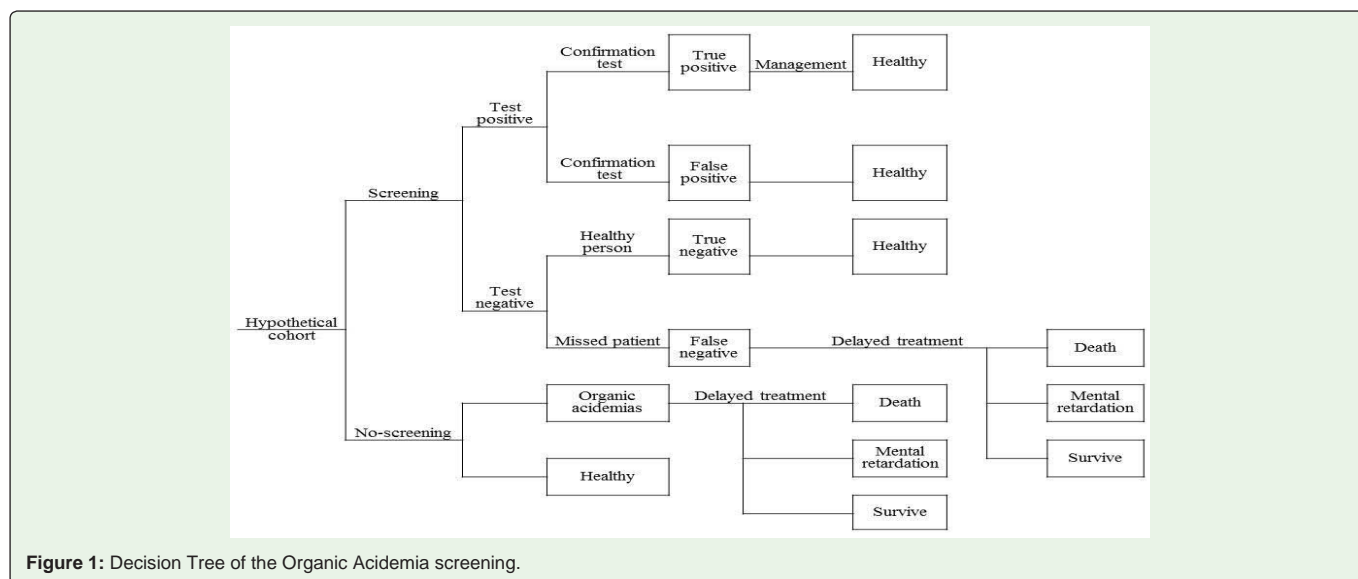 Confirmation
test
True
positive
Management
Healthy
Test
positive
Confirmation
test
False
positive
Healthy
Screening
Healthy
person
True
negative
Healthy
Test
negative
Hypothetical
cohort
Missed patient
False
negative
Delayed treatment
Death
Mental
retardation
Survive
No-screening
Organic
acidemias
Delayed treatment
Death
Mental
retardation
Survive
Healthy
Figure 1: Decision Tree of the Organic Acidemia screening.